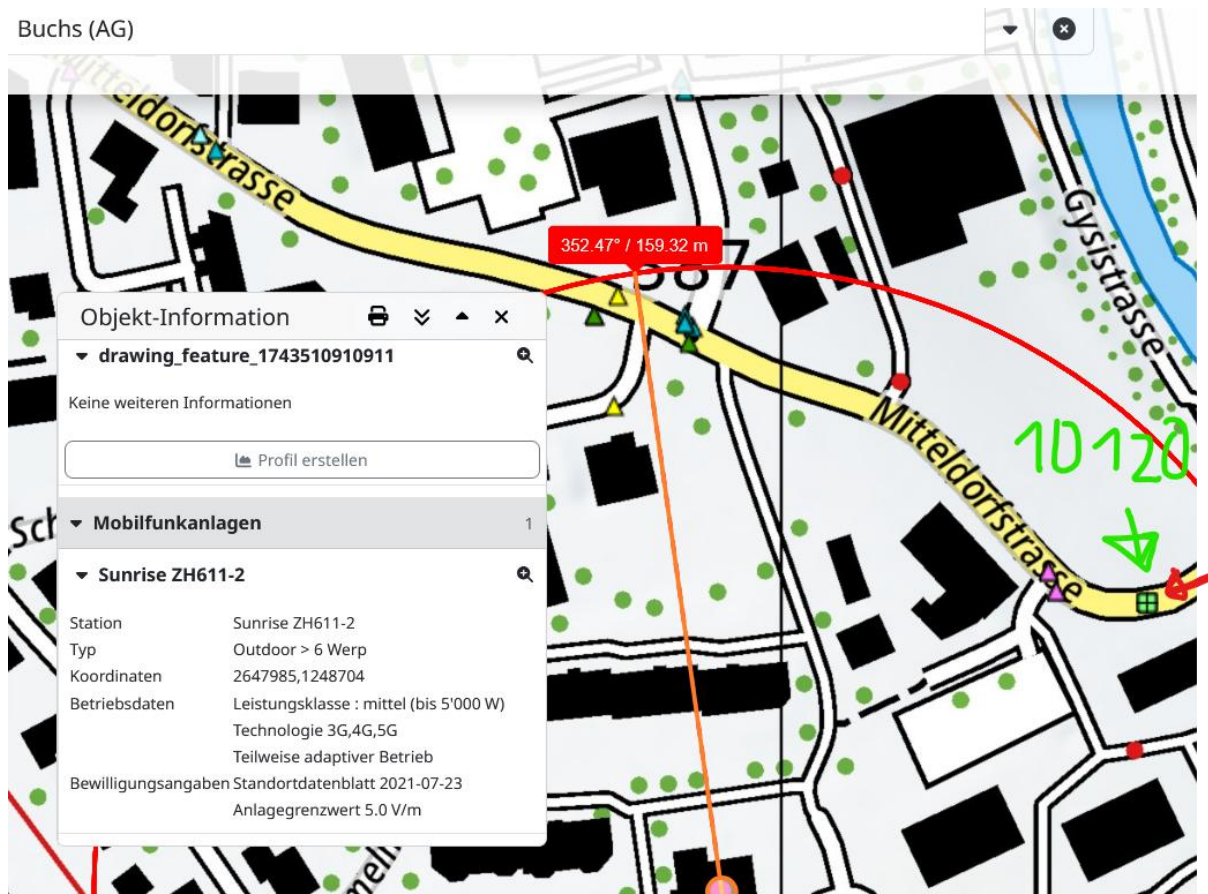 Buchs (AG)
Mitteldorfstrasse
Gysistrasse
352.47° / 159.32 m
387
Objekt-Information
drawing_feature_1743510910911
Keine weiteren Informationen
Profil erstellen
Mobilfunkanlagen 1
Sunrise ZH611-2
Station Sunrise ZH611-2
Typ Outdoor > 6 Werp
Koordinaten 2647985,1248704
Betriebsdaten Leistungsklasse : mittel (bis 5'000 W)
Technologie 3G,4G,5G
Teilweise adaptiver Betrieb
Bewilligungsangaben Standortdatenblatt 2021-07-23
Anlagegrenzwert 5.0 V/m
Mitteldorfstrasse
10120